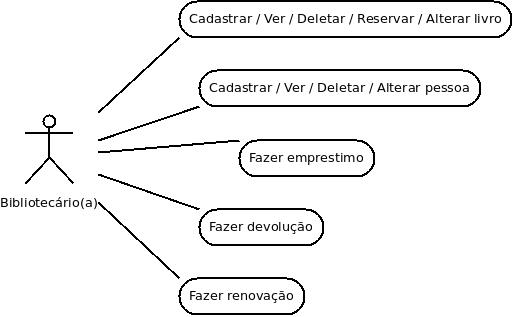 Cadastrar / Ver / Deletar / Reservar / Alterar livro
Cadastrar / Ver / Deletar / Alterar pessoa
Fazer emprestimo
Bibliotecário(a)
Fazer devolução
Fazer renovação